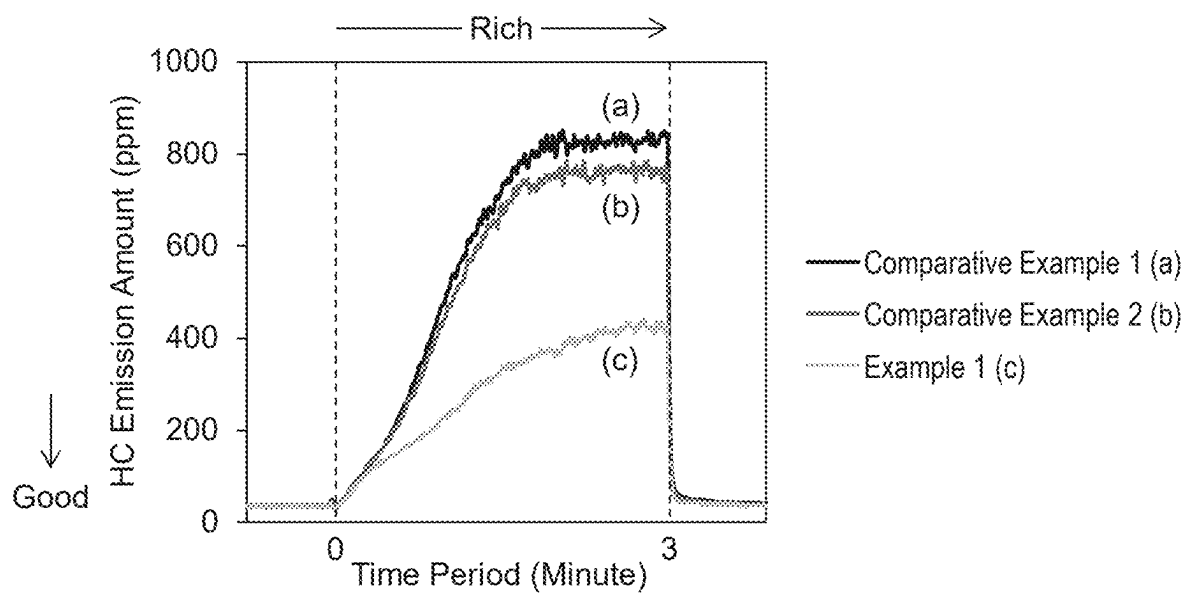 Rich
1000
800
600
400
200
0
HC Emission Amount (ppm)
Good
(a)
(b)
(c)
0
3
Time Period (Minute)
Comparative Example 1 (a)
Comparative Example 2 (b)
Example 1 (c)